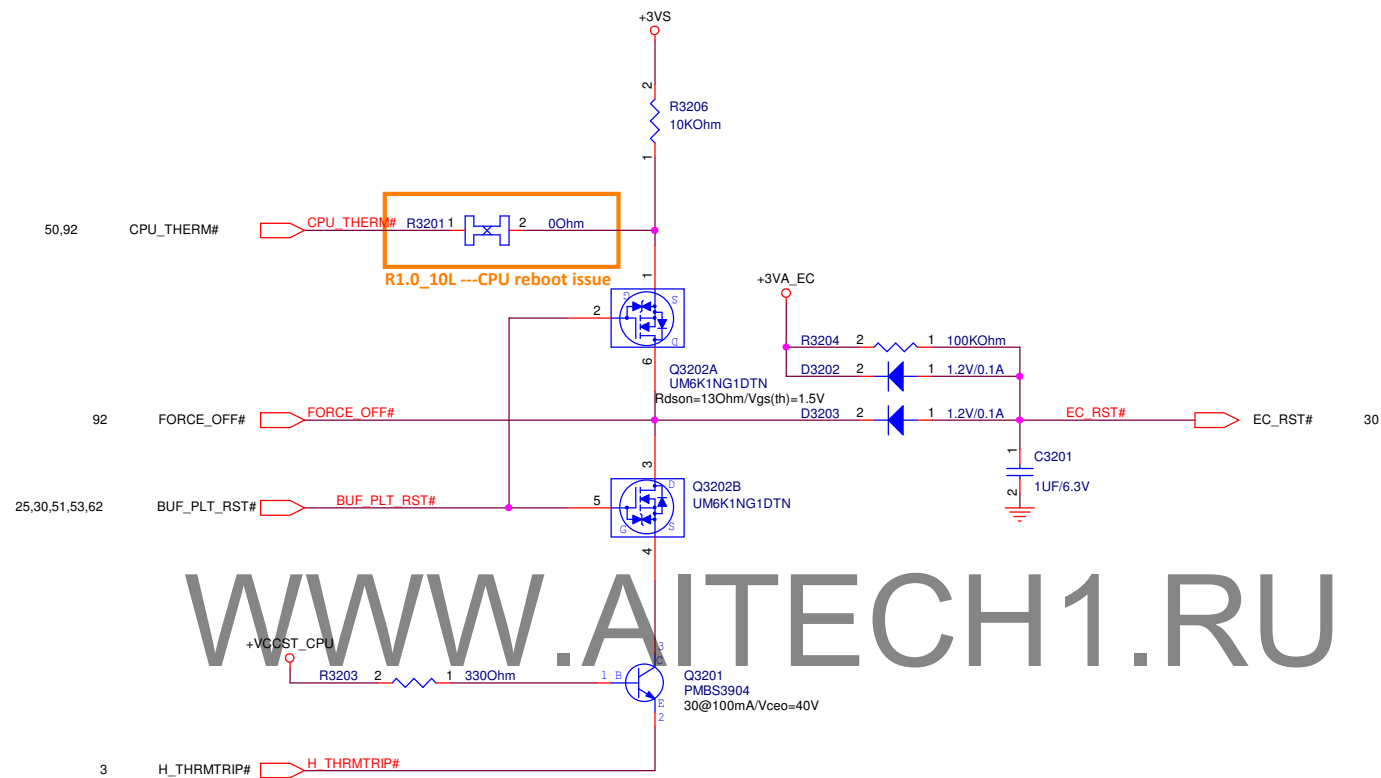 +3VS
2
R3206
10KOhm
1
50,92 CPU_THERM# CPU_THERM# R3201 1 2 0Ohm
R1.0_10L ---CPU reboot issue
1
G S
2
D
6
Q3202A
UM6K1NG1DTN
Rdson=13Ohm/Vgs(th)=1.5V
+3VA_EC
R3204 2 1 100KOhm
D3202 2 1 1.2V/0.1A
92 FORCE_OFF# FORCE_OFF# D3203 2 1 1.2V/0.1A EC_RST# EC_RST# 30
1 C3201
1UF/6.3V
2
3
D
Q3202B
UM6K1NG1DTN
25,30,51,53,62 BUF_PLT_RST# BUF_PLT_RST# 5
G S
4
WWW.AITECH1.RU
+VCCST_CPU
3
C
R3203 2 1 330Ohm 1 B
Q3201
PMBS3904
30@100mA/Vceo=40V
E
2
3 H_THRMTRIP# H_THRMTRIP#